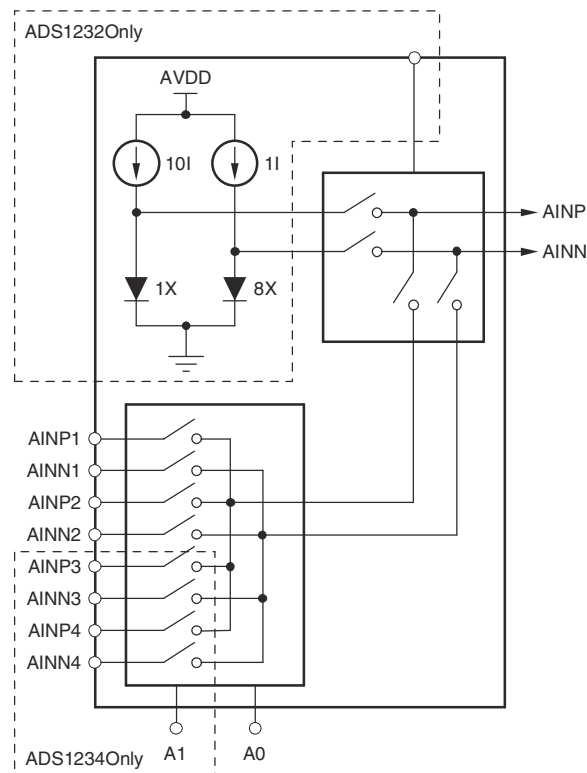 ADS1232Only
AVDD
10I
1I
AINP
AINN
1X
8X
AINP1
AINN1
AINP2
AINN2
AINP3
AINN3
AINP4
AINN4
ADS1234Only
A1
A0